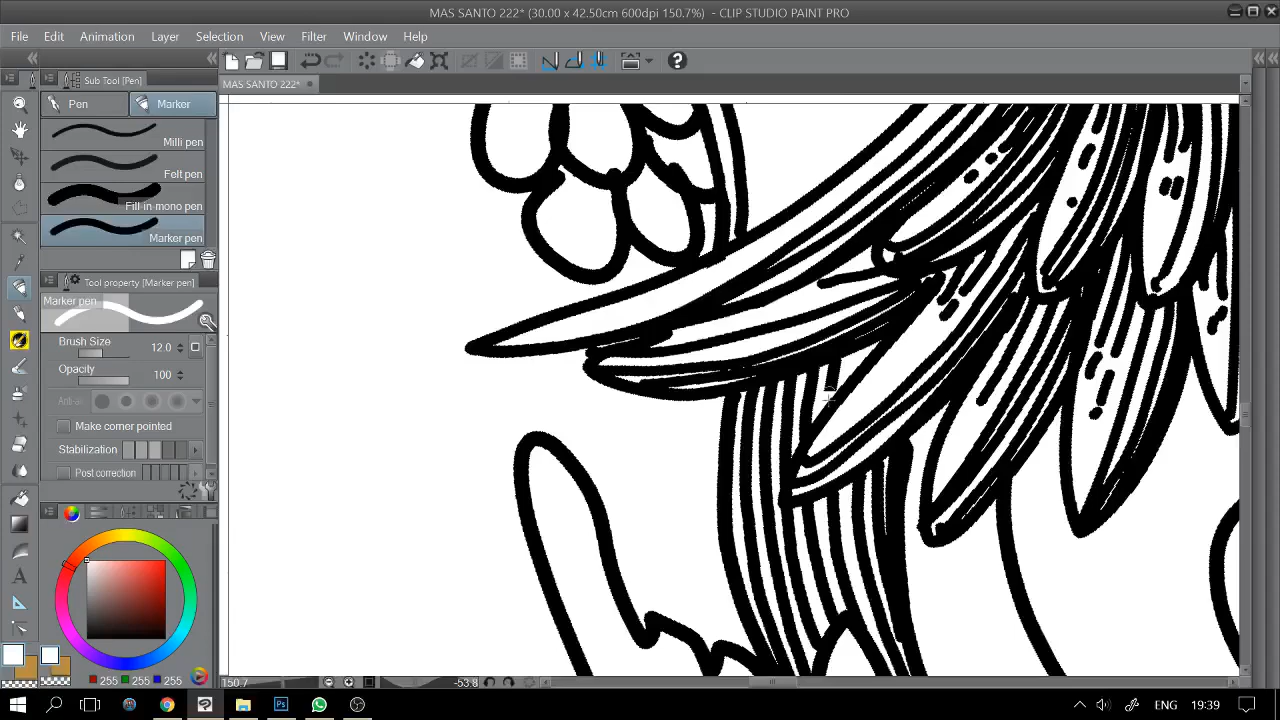 MAS SANTO 222* (30.00 x 42.50cm 600dpi 150.7%) - CLIP STUDIO PAINT PRO
File Edit Animation Layer Selection View Filter Window Help
Sub Tool [Pen]
MAS SANTO 222*
Pen Marker
Milli pen
Felt pen
Fill-in mono pen
Marker pen
Tool property [Marker pen]
Marker pen
Brush Size 12.0
Opacity 100
Make corner pointed
Stabilization
Post correction
255 255 255
150.7
-53.8
ENG 19:39